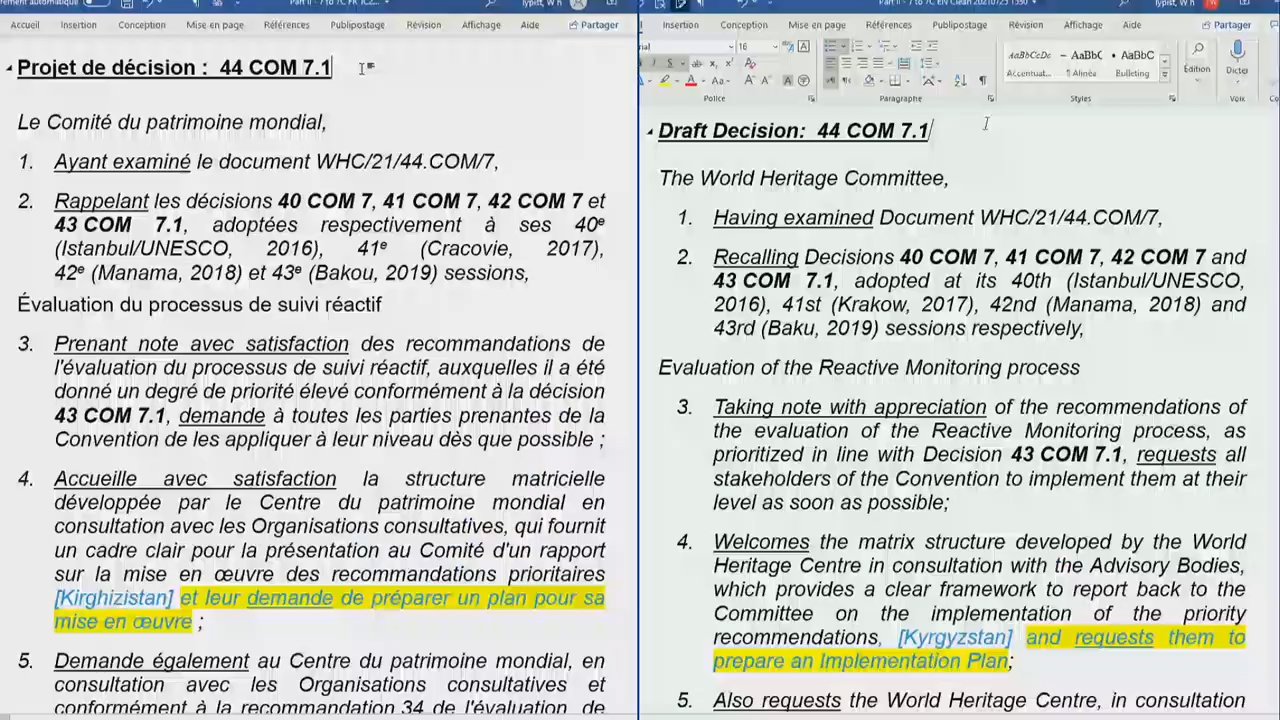 Accueil Insertion Conception Mise en page Références Publipostage Révision Affichage Aide Partager
Projet de décision : 44 COM 7.1
Le Comité du patrimoine mondial,
1. Ayant examiné le document WHC/21/44.COM/7,
2. Rappelant les décisions 40 COM 7, 41 COM 7, 42 COM 7 et
43 COM 7.1, adoptées respectivement à ses 40e
(Istanbul/UNESCO, 2016), 41e (Cracovie, 2017),
42e (Manama, 2018) et 43e (Bakou, 2019) sessions,
Évaluation du processus de suivi réactif
3. Prenant note avec satisfaction des recommandations de
l'évaluation du processus de suivi réactif, auxquelles il a été
donné un degré de priorité élevé conformément à la décision
43 COM 7.1, demande à toutes les parties prenantes de la
Convention de les appliquer à leur niveau dès que possible ;
4. Accueille avec satisfaction la structure matricielle
développée par le Centre du patrimoine mondial en
consultation avec les Organisations consultatives, qui fournit
un cadre clair pour la présentation au Comité d'un rapport
sur la mise en œuvre des recommandations prioritaires
[Kirghizistan] et leur demande de préparer un plan pour sa
mise en œuvre ;
5. Demande également au Centre du patrimoine mondial, en
consultation avec les Organisations consultatives et
conformément à la recommandation 34 de l'évaluation, de
Insertion Conception Mise en page Références Publipostage Révision Affichage Aide Partager
16
AaBbCcDc AaBbC AaBbC
Accentuat... ¶ Alinéa Bulleting
Édition Dictez
Police Paragraphe Styles Voix
Draft Decision: 44 COM 7.1
The World Heritage Committee,
1. Having examined Document WHC/21/44.COM/7,
2. Recalling Decisions 40 COM 7, 41 COM 7, 42 COM 7 and
43 COM 7.1, adopted at its 40th (Istanbul/UNESCO,
2016), 41st (Krakow, 2017), 42nd (Manama, 2018) and
43rd (Baku, 2019) sessions respectively,
Evaluation of the Reactive Monitoring process
3. Taking note with appreciation of the recommendations of
the evaluation of the Reactive Monitoring process, as
prioritized in line with Decision 43 COM 7.1, requests all
stakeholders of the Convention to implement them at their
level as soon as possible;
4. Welcomes the matrix structure developed by the World
Heritage Centre in consultation with the Advisory Bodies,
which provides a clear framework to report back to the
Committee on the implementation of the priority
recommendations, [Kyrgyzstan] and requests them to
prepare an Implementation Plan;
5. Also requests the World Heritage Centre, in consultation